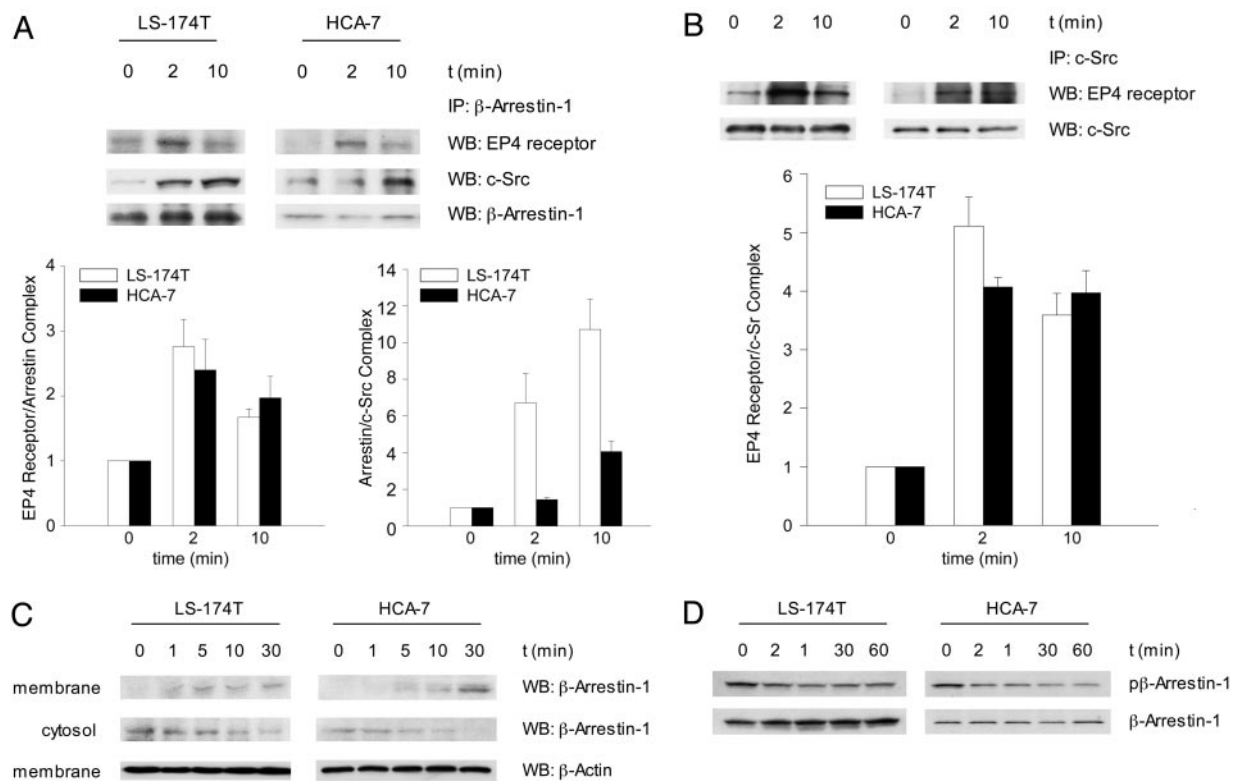 A
LS-174T HCA-7
0 2 10 0 2 10 t (min)
IP: β-Arrestin-1
WB: EP4 receptor
WB: c-Src
WB: β-Arrestin-1
EP4 Receptor/Arrestin Complex
4
3
2
1
0
LS-174T
HCA-7
0 2 10
time (min)
Arrestin/c-Src Complex
14
12
10
8
6
4
2
0
LS-174T
HCA-7
0 2 10
time (min)
B
0 2 10 0 2 10 t (min)
IP: c-Src
WB: EP4 receptor
WB: c-Src
EP4 Receptor/c-Sr Complex
6
5
4
3
2
1
0
LS-174T
HCA-7
0 2 10
time (min)
C
LS-174T HCA-7
0 1 5 10 30 0 1 5 10 30 t (min)
membrane WB: β-Arrestin-1
cytosol WB: β-Arrestin-1
membrane WB: β-Actin
D
LS-174T HCA-7
0 2 1 30 60 0 2 1 30 60 t (min)
pβ-Arrestin-1
β-Arrestin-1